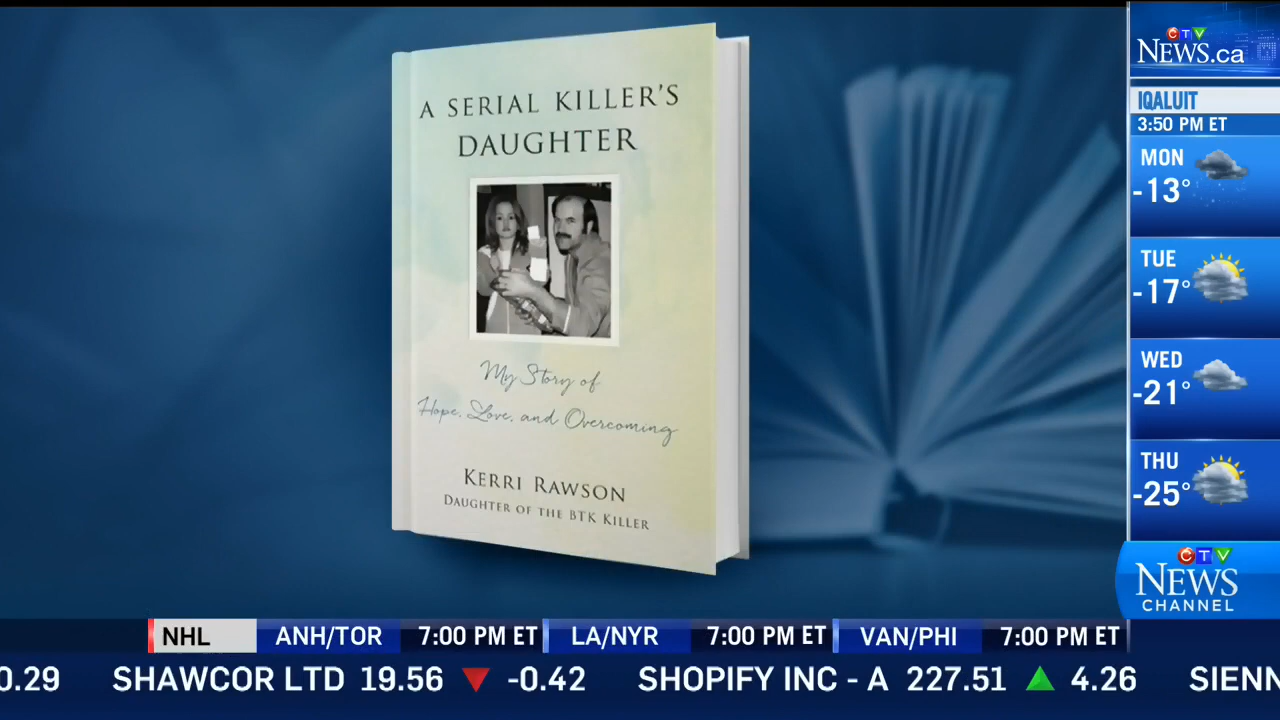 A SERIAL KILLER'S
DAUGHTER
My Story of
Hope, Love, and Overcoming
KERRI RAWSON
DAUGHTER OF THE BTK KILLER
CTV
NEWS.ca
IQALUIT
3:50 PM ET
MON
-13°
TUE
-17°
WED
-21°
THU
-25°
CTV
NEWS
CHANNEL
NHL ANH/TOR 7:00 PM ET LA/NYR 7:00 PM ET VAN/PHI 7:00 PM ET
0.29 SHAWCOR LTD 19.56 ▼ -0.42 SHOPIFY INC - A 227.51 ▲ 4.26 SIENN